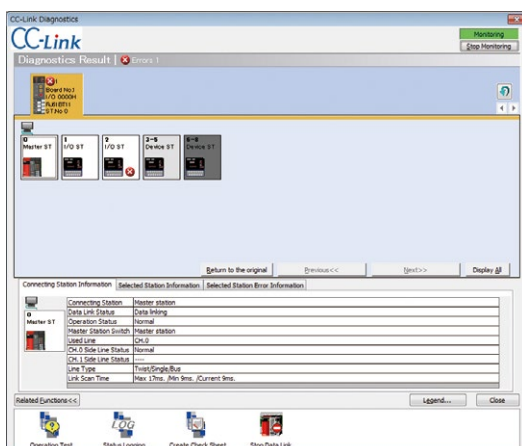 CC-Link Diagnostics
CC-Link
Monitoring
Stop Monitoring
Diagnostics Result | Errors 1
1
Board No.1
I/O 0000H
ST.No 0
0
Master ST
1
I/O ST
2
I/O ST
3-5
Device ST
6-8
Device ST
Return to the original
Previous<<
Next>>
Display All
Connecting Station Information
Selected Station Information
Selected Station Error Information
0
Master ST
Connecting Station Master station
Data Link Status Data linking
Operation Status Normal
Master Station Switch Master station
Used Line CH.0
CH.0 Side Line Status Normal
CH.1 Side Line Status ----
Line Type Twist/Single/Bus
Link Scan Time Max 17ms. /Min 9ms. /Current 9ms.
Related Functions<<
Legend...
Close
LOG
Operation Test
Status Logging
Create Check Sheet
Stop Data Link